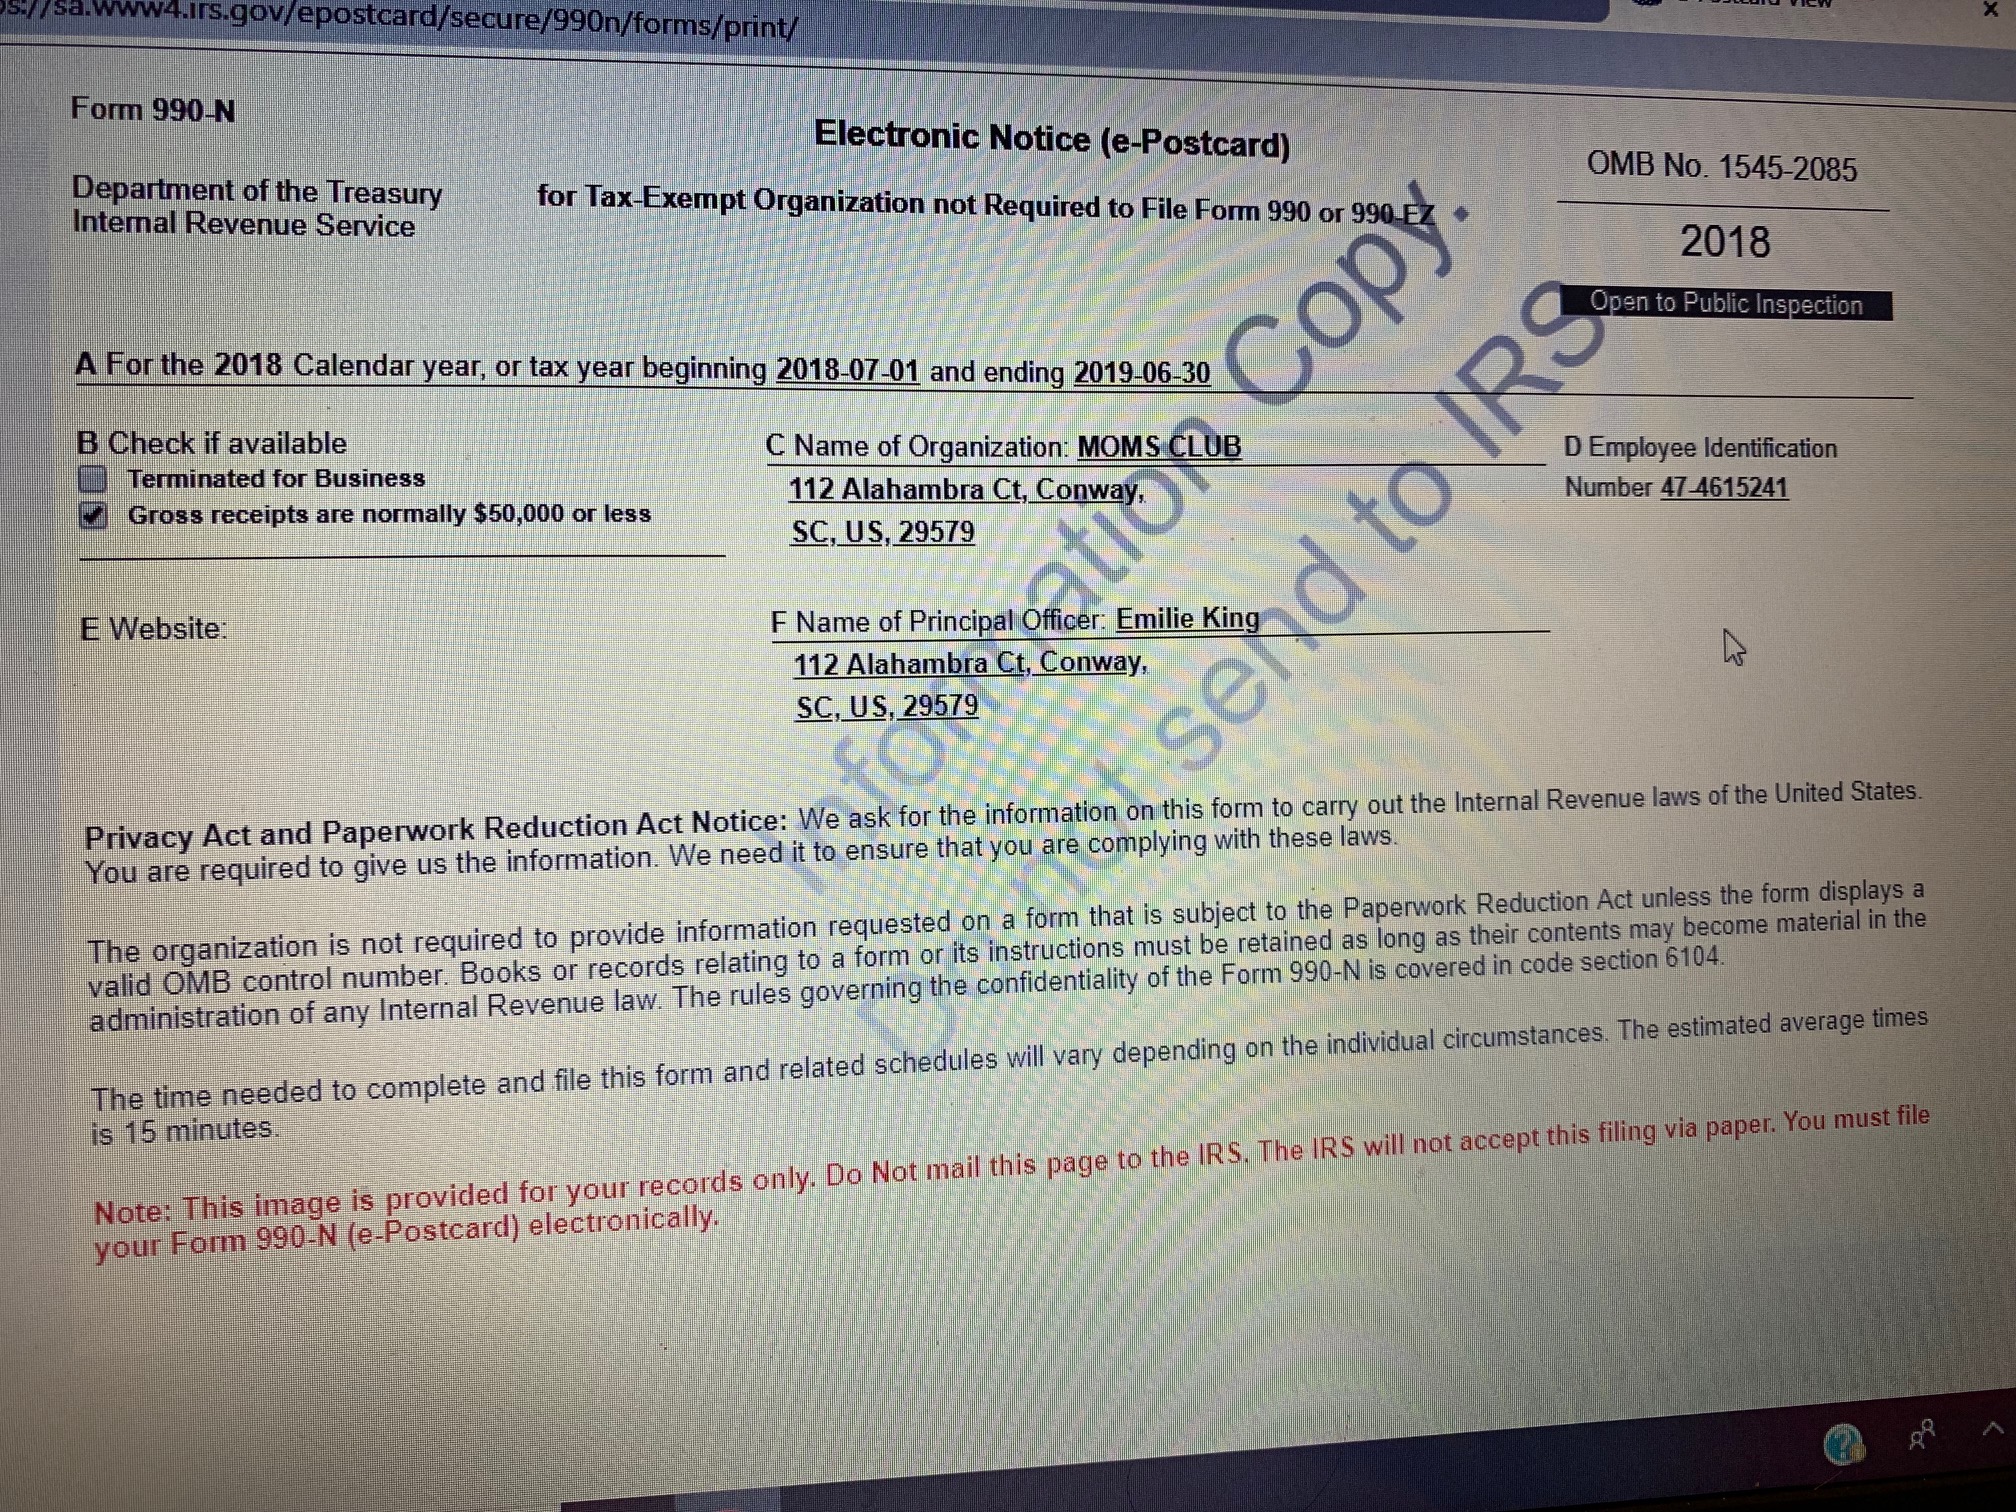 s://sa.www4.irs.gov/epostcard/secure/990n/forms/print/
Form 990-N
Electronic Notice (e-Postcard)
OMB No. 1545-2085
Department of the Treasury
Internal Revenue Service
for Tax-Exempt Organization not Required to File Form 990 or 990-EZ
2018
Open to Public Inspection
A For the 2018 Calendar year, or tax year beginning 2018-07-01 and ending 2019-06-30
B Check if available
Terminated for Business
Gross receipts are normally $50,000 or less
C Name of Organization: MOMS CLUB
112 Alahambra Ct, Conway,
SC, US, 29579
D Employee Identification
Number 47-4615241
E Website:
F Name of Principal Officer: Emilie King
112 Alahambra Ct, Conway,
SC, US, 29579
Information Copy.
Do not send to IRS
Privacy Act and Paperwork Reduction Act Notice: We ask for the information on this form to carry out the Internal Revenue laws of the United States.
You are required to give us the information. We need it to ensure that you are complying with these laws.
The organization is not required to provide information requested on a form that is subject to the Paperwork Reduction Act unless the form displays a
valid OMB control number. Books or records relating to a form or its instructions must be retained as long as their contents may become material in the
administration of any Internal Revenue law. The rules governing the confidentiality of the Form 990-N is covered in code section 6104.
The time needed to complete and file this form and related schedules will vary depending on the individual circumstances. The estimated average times
is 15 minutes.
Note: This image is provided for your records only. Do Not mail this page to the IRS. The IRS will not accept this filing via paper. You must file
your Form 990-N (e-Postcard) electronically.